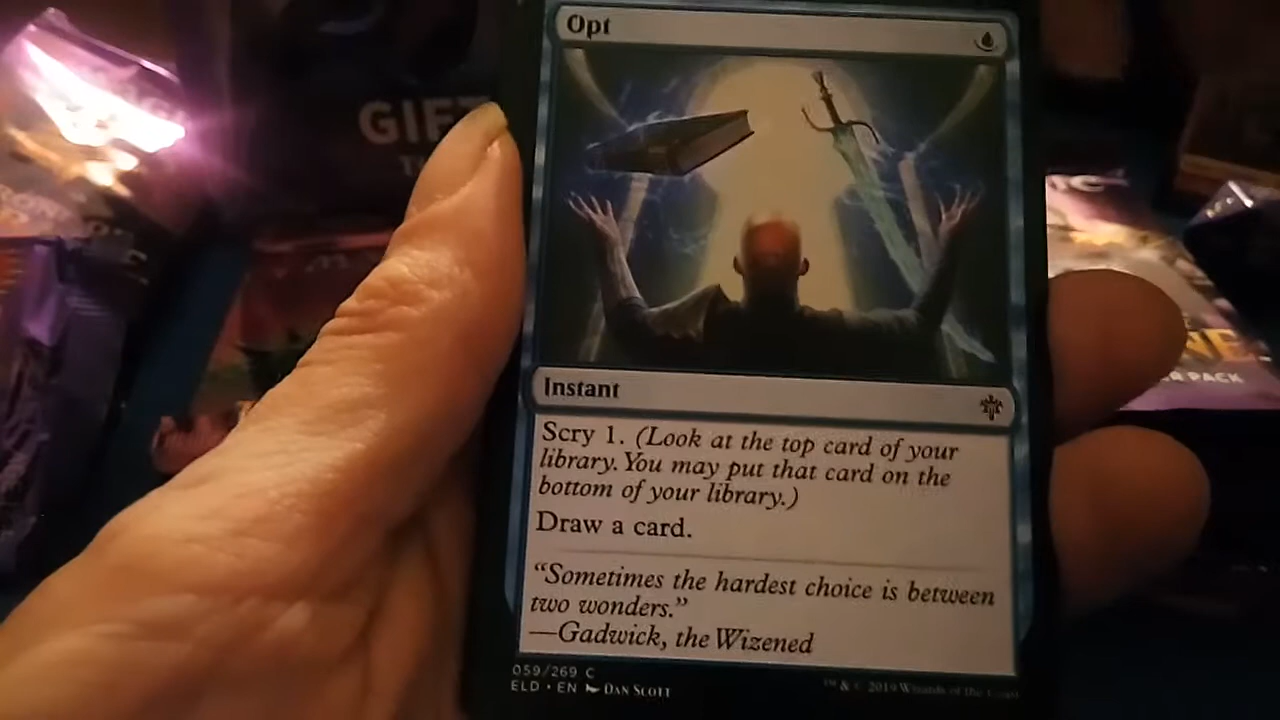 GIF
Opt
Instant
Scry 1. (Look at the top card of your
library. You may put that card on the
bottom of your library.)
Draw a card.
“Sometimes the hardest choice is between
two wonders.”
—Gadwick, the Wizened
059/269 C
ELD • EN DAN SCOTT
™ & © 2019 Wizards of the Coast
PACK